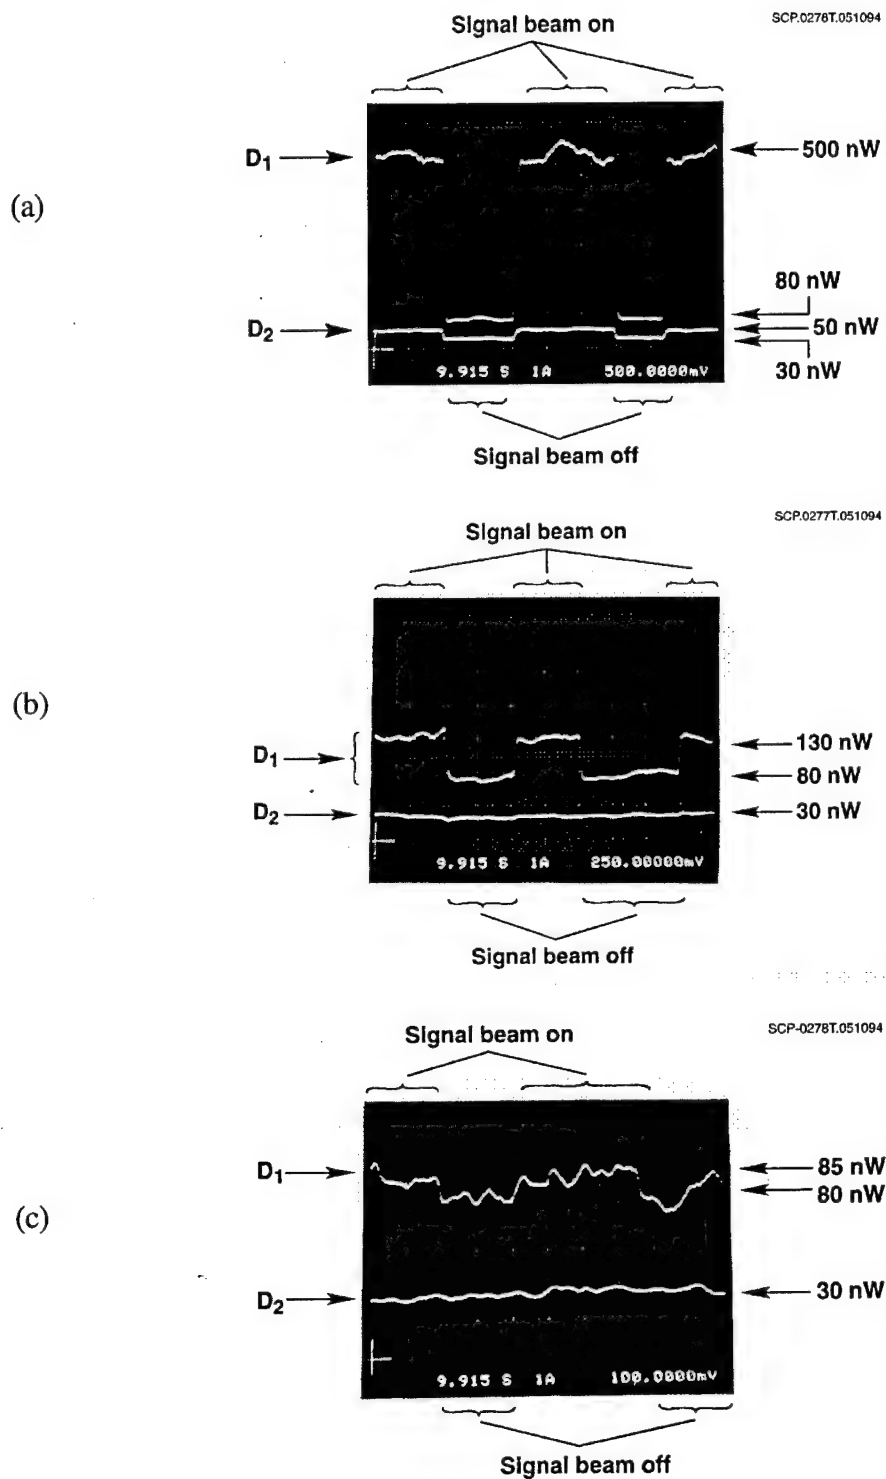 SCP.0278T.051094
Signal beam on
(a)
D1
500 nW
80 nW
D2
50 nW
30 nW
9.915 S 1A 500.0000mV
Signal beam off
SCP.0277T.051094
Signal beam on
(b)
D1
130 nW
80 nW
D2
30 nW
9.915 S 1A 250.00000mV
Signal beam off
SCP-0278T.051094
Signal beam on
(c)
D1
85 nW
80 nW
D2
30 nW
9.915 S 1A 100.0000mV
Signal beam off